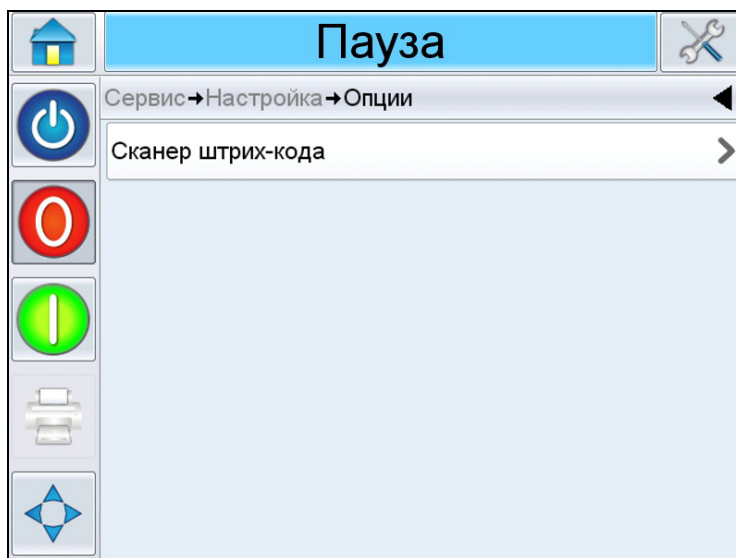 Пауза
Сервис→Настройка→Опции
Сканер штрих-кода